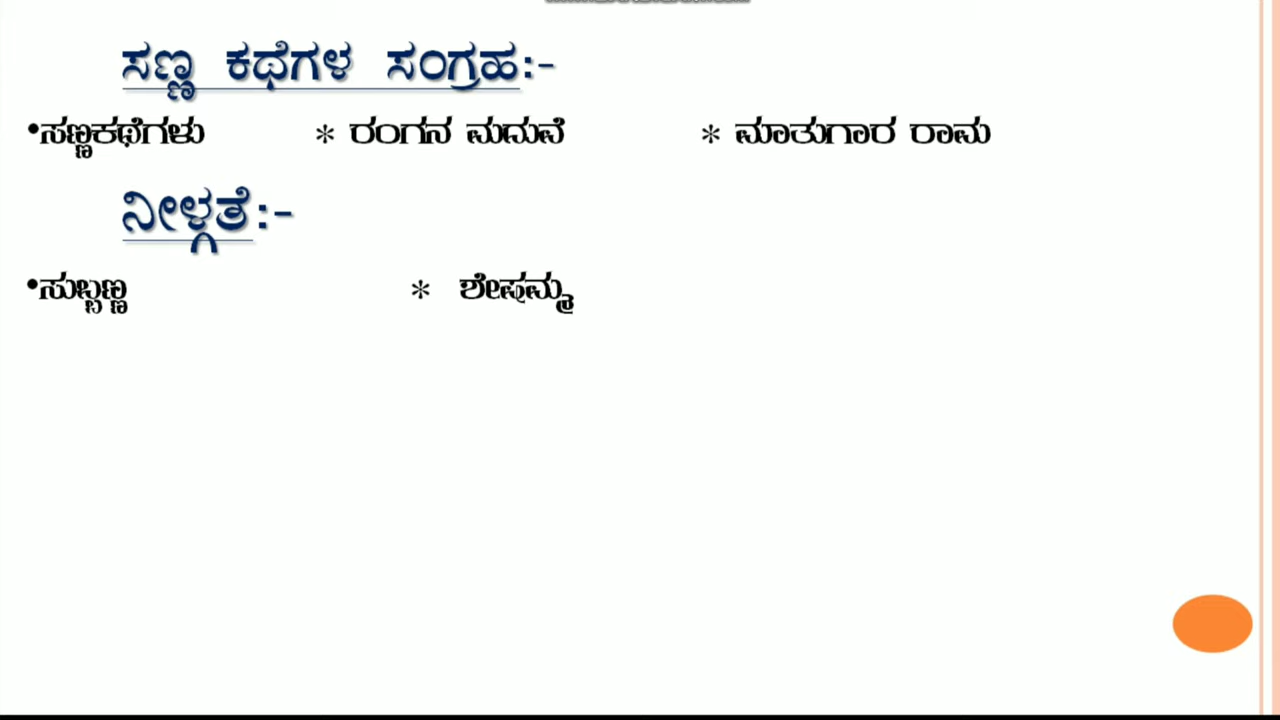 ಸಣ್ಣ ಕಥೆಗಳ ಸಂಗ್ರಹ:-
•ಸಣ್ಣಕಥೆಗಳು * ರಂಗನ ಮದುವೆ * ಮಾತುಗಾರ ರಾಮ
ನೀಳ್ಗತೆ:-
•ಸುಬ್ಬಣ್ಣ * ಶೇಷಮ್ಮ